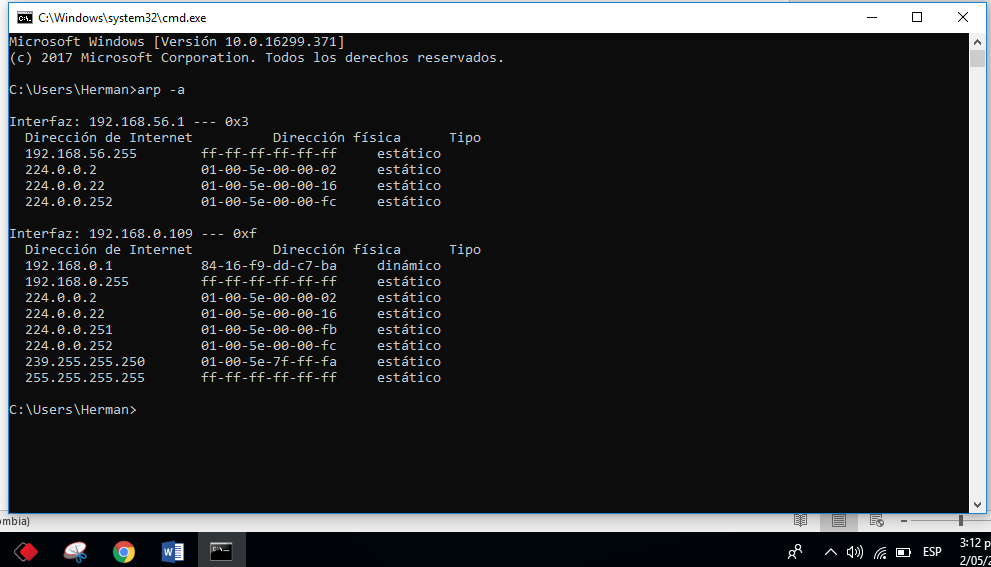 C:\Windows\system32\cmd.exe
Microsoft Windows [Versión 10.0.16299.371]
(c) 2017 Microsoft Corporation. Todos los derechos reservados.
C:\Users\Herman>arp -a
Interfaz: 192.168.56.1 --- 0x3
Dirección de Internet Dirección física Tipo
192.168.56.255 ff-ff-ff-ff-ff-ff estático
224.0.0.2 01-00-5e-00-00-02 estático
224.0.0.22 01-00-5e-00-00-16 estático
224.0.0.252 01-00-5e-00-00-fc estático
Interfaz: 192.168.0.109 --- 0xf
Dirección de Internet Dirección física Tipo
192.168.0.1 84-16-f9-dd-c7-ba dinámico
192.168.0.255 ff-ff-ff-ff-ff-ff estático
224.0.0.2 01-00-5e-00-00-02 estático
224.0.0.22 01-00-5e-00-00-16 estático
224.0.0.251 01-00-5e-00-00-fb estático
224.0.0.252 01-00-5e-00-00-fc estático
239.255.255.250 01-00-5e-7f-ff-fa estático
255.255.255.255 ff-ff-ff-ff-ff-ff estático
C:\Users\Herman>
ombia)
ESP
3:12 p
2/05/2